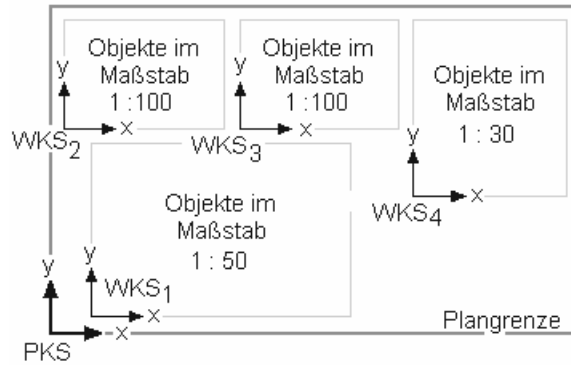 Objekte im
Maßstab
1 :100
y
x
WKS2
Objekte im
Maßstab
1 :100
y
x
WKS3
Objekte im
Maßstab
1 : 30
y
x
WKS4
Objekte im
Maßstab
1 : 50
y
WKS1
x
y
x
PKS
Plangrenze